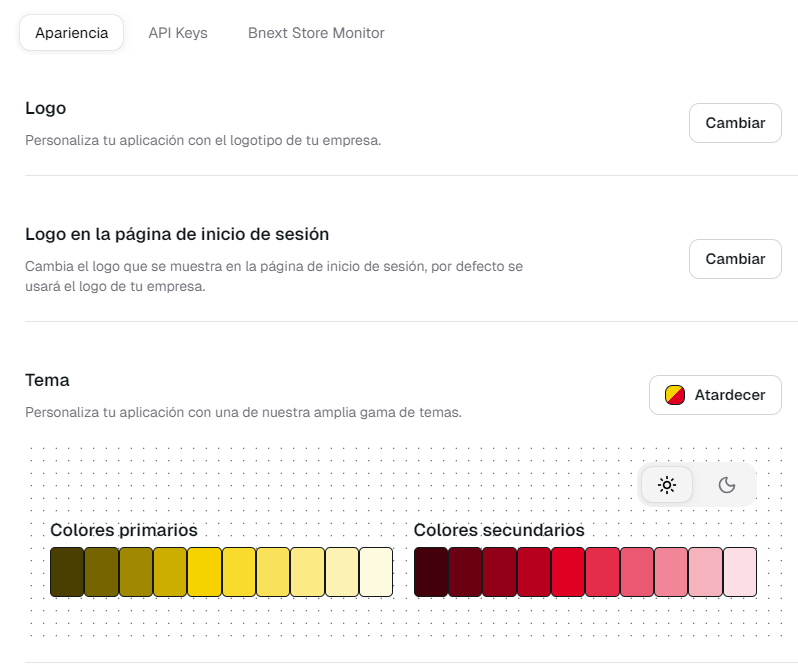 Apariencia API Keys Bnext Store Monitor
Logo
Personaliza tu aplicación con el logotipo de tu empresa.
Cambiar
Logo en la página de inicio de sesión
Cambia el logo que se muestra en la página de inicio de sesión, por defecto se
usará el logo de tu empresa.
Cambiar
Tema
Personaliza tu aplicación con una de nuestra amplia gama de temas.
Atardecer
Colores primarios
Colores secundarios